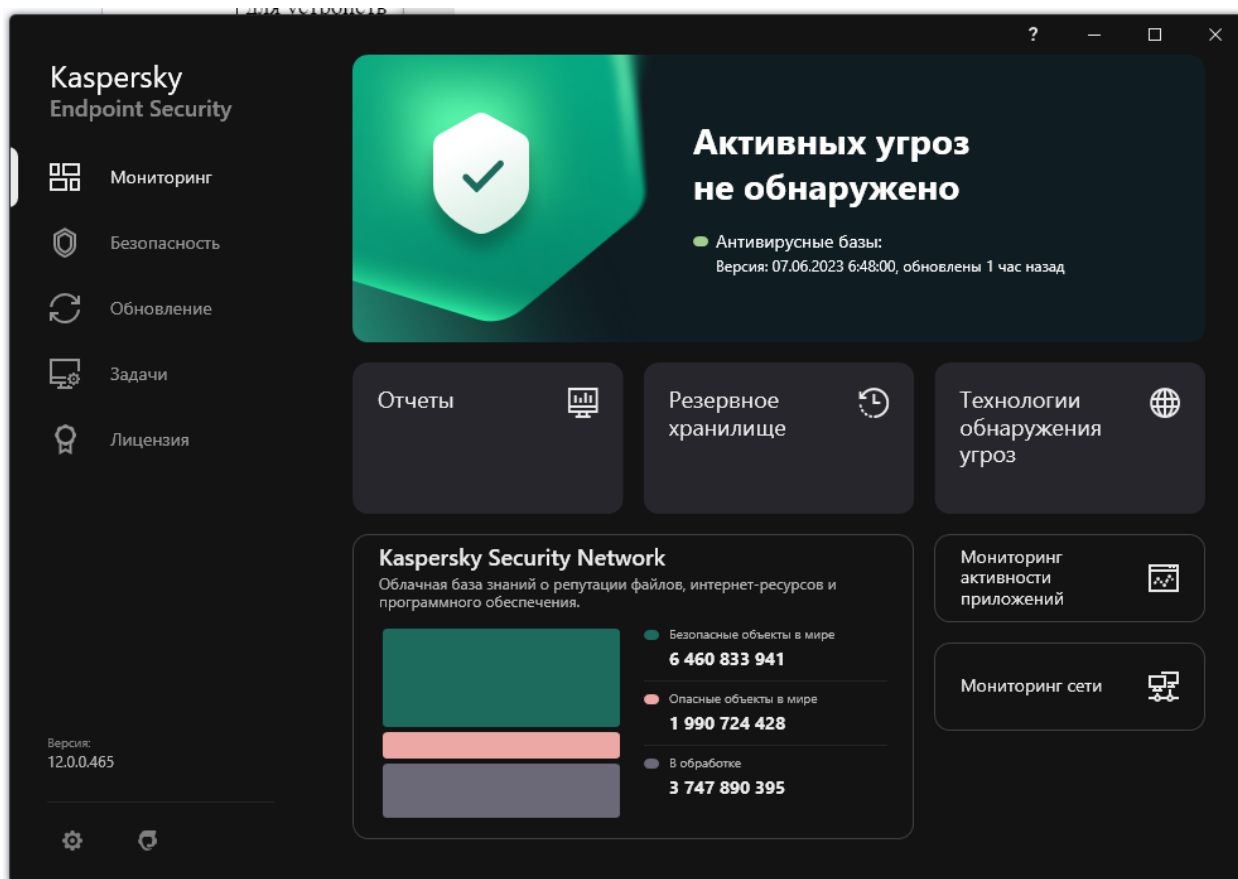 для устройств
?
Kaspersky
Endpoint Security
Мониторинг
Безопасность
Обновление
Задачи
Лицензия
Версия:
12.0.0.465
Активных угроз
не обнаружено
Антивирусные базы:
Версия: 07.06.2023 6:48:00, обновлены 1 час назад
Отчеты
Резервное
хранилище
Технологии
обнаружения
угроз
Kaspersky Security Network
Облачная база знаний о репутации файлов, интернет-ресурсов и
программного обеспечения.
Безопасные объекты в мире
6 460 833 941
Опасные объекты в мире
1 990 724 428
В обработке
3 747 890 395
Мониторинг
активности
приложений
Мониторинг сети